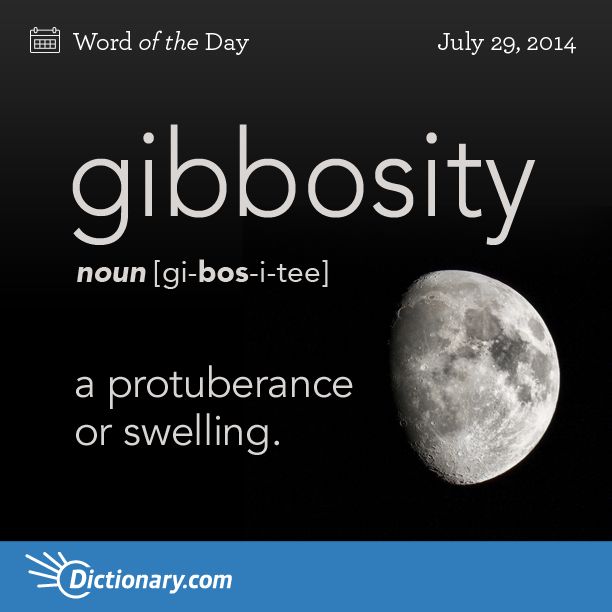 Word of the Day
July 29, 2014
gibbosity
noun [gi-bos-i-tee]
a protuberance
or swelling.
Dictionary.com